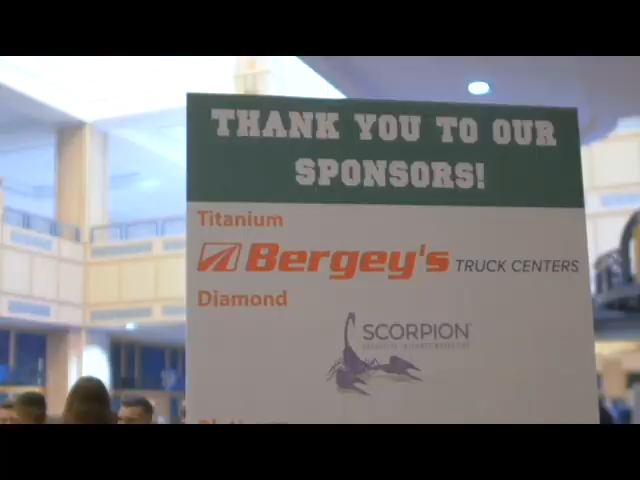 THANK YOU TO OUR
SPONSORS!
Titanium
Bergey's TRUCK CENTERS
Diamond
SCORPION